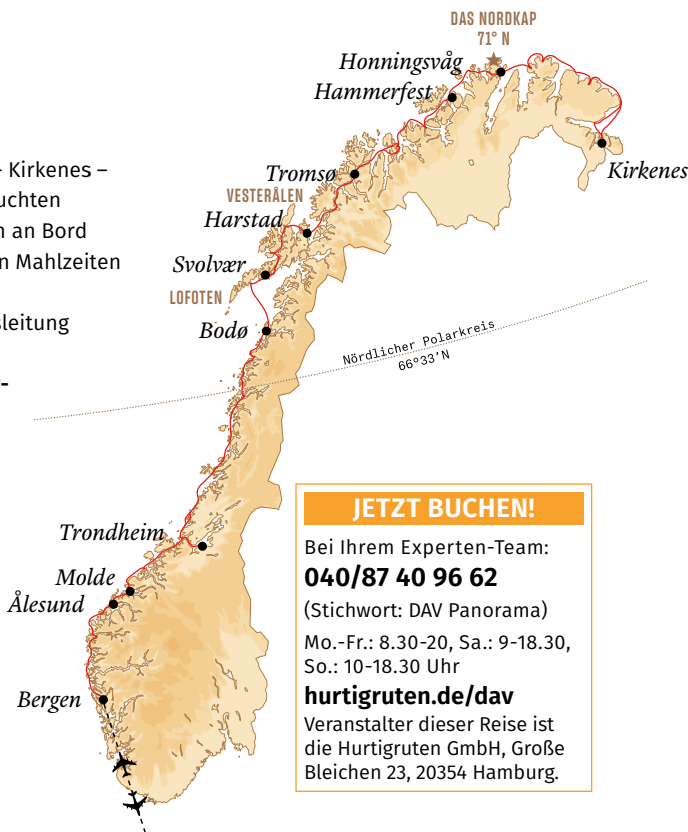 DAS NORDKAP
71° N
Honningsvåg
Hammerfest
Kirkenes
Tromsø
VESTERÅLEN
Harstad
Svolvær
LOFOTEN
Bodø
Nördlicher Polarkreis
66°33'N
Trondheim
Molde
Ålesund
Bergen
- Kirkenes –
uchten
n an Bord
n Mahlzeiten
leitung
-
JETZT BUCHEN!
Bei Ihrem Experten-Team:
040/87 40 96 62
(Stichwort: DAV Panorama)
Mo.-Fr.: 8.30-20, Sa.: 9-18.30,
So.: 10-18.30 Uhr
hurtigruten.de/dav
Veranstalter dieser Reise ist
die Hurtigruten GmbH, Große
Bleichen 23, 20354 Hamburg.